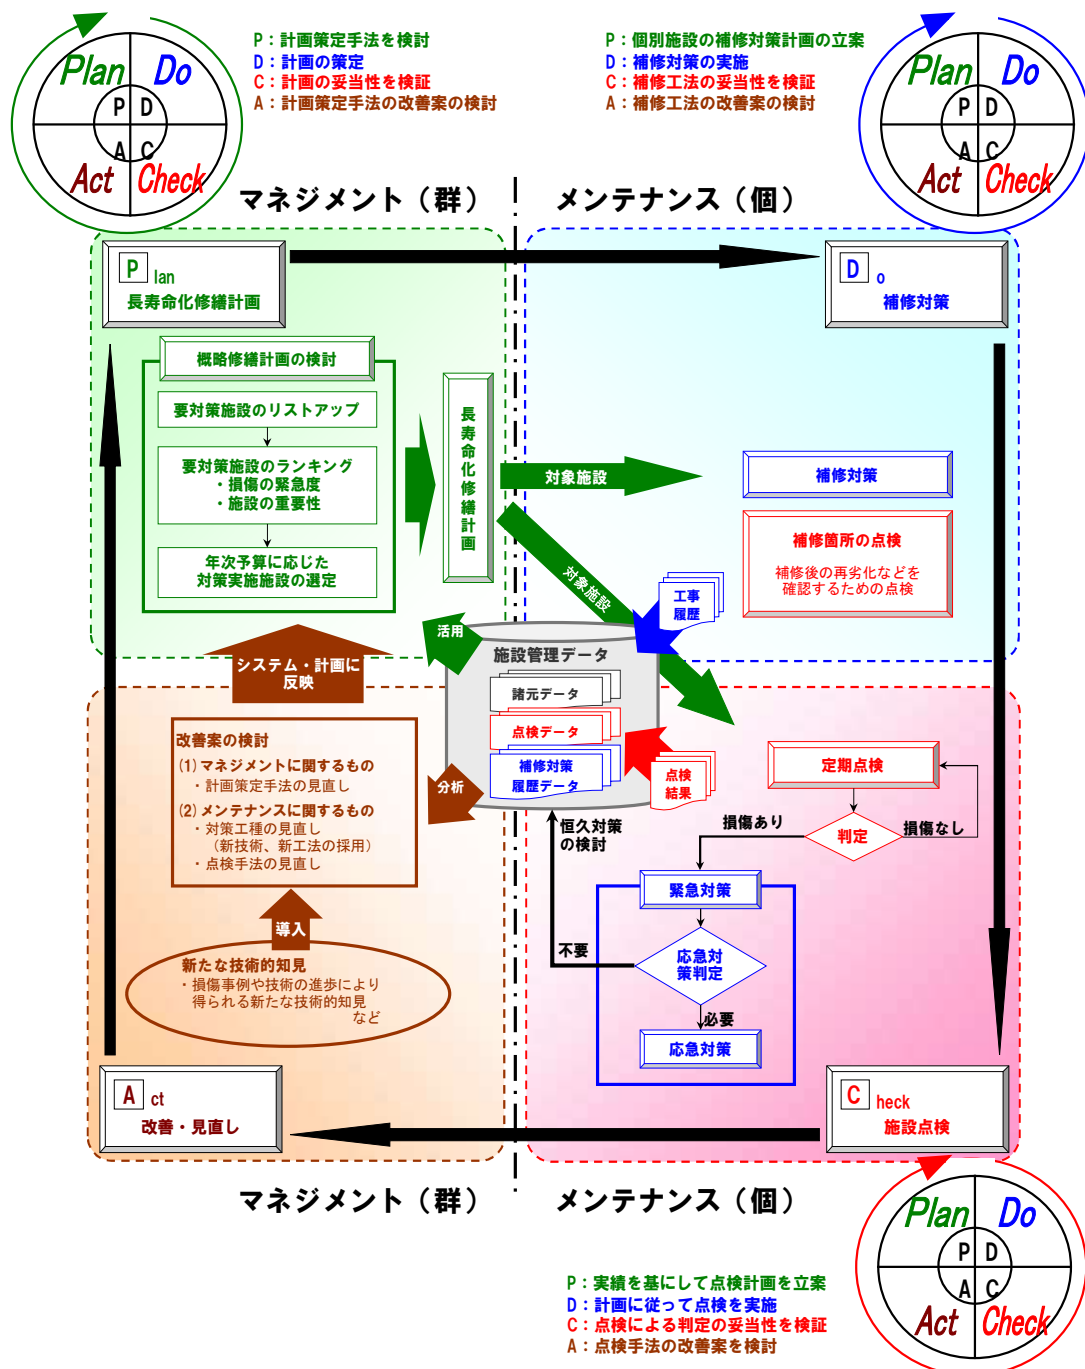 Plan Do
P D
A C
Act Check
P：計画策定手法を検討
D：計画の策定
C：計画の妥当性を検証
A：計画策定手法の改善案の検討
P：個別施設の補修対策計画の立案
D：補修対策の実施
C：補修工法の妥当性を検証
A：補修工法の改善案の検討
Plan Do
P D
A C
Act Check
マネジメント（群） メンテナンス（個）
P lan
長寿命化修繕計画
D o
補修対策
概略修繕計画の検討
要対策施設のリストアップ
要対策施設のランキング
・損傷の緊急度
・施設の重要性
年次予算に応じた
対策実施施設の選定
長寿命化修繕計画
対象施設
対象施設
補修対策
補修箇所の点検
補修後の再劣化などを
確認するための点検
工事
履歴
活用
施設管理データ
諸元データ
点検データ
補修対策
履歴データ
点検
結果
分析
システム・計画に
反映
改善案の検討
(1) マネジメントに関するもの
・計画策定手法の見直し
(2) メンテナンスに関するもの
・対策工種の見直し
（新技術、新工法の採用）
・点検手法の見直し
導入
新たな技術的知見
・損傷事例や技術の進歩により
得られる新たな技術的知見
など
定期点検
判定
損傷あり
損傷なし
恒久対策
の検討
緊急対策
応急対
策判定
不要
必要
応急対策
A ct
改善・見直し
C heck
施設点検
マネジメント（群） メンテナンス（個）
P：実績を基にして点検計画を立案
D：計画に従って点検を実施
C：点検による判定の妥当性を検証
A：点検手法の改善案を検討
Plan Do
P D
A C
Act Check